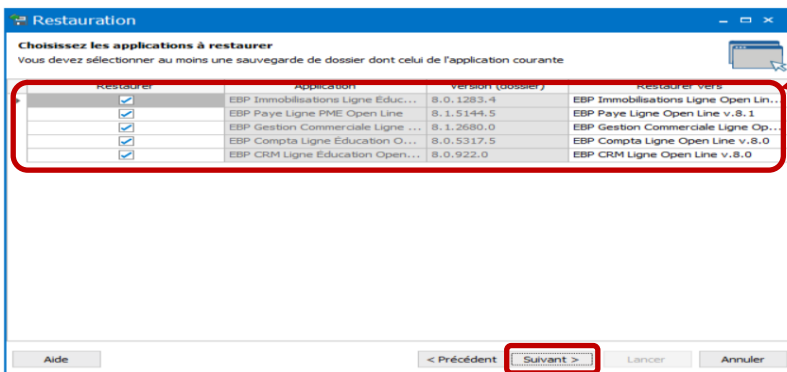 Restauration
Choisissez les applications à restaurer
Vous devez sélectionner au moins une sauvegarde de dossier dont celui de l'application courante
Restaurer Application Version (dossier) Restaurer vers
EBP Immobilisations Ligne Éduc... 8.0.1283.4 EBP Immobilisations Ligne Open Lin...
EBP Paye Ligne PME Open Line 8.1.5144.5 EBP Paye Ligne Open Line v.8.1
EBP Gestion Commerciale Ligne ... 8.1.2680.0 EBP Gestion Commerciale Ligne Op...
EBP Compta Ligne Éducation O... 8.0.5317.5 EBP Compta Ligne Open Line v.8.0
EBP CRM Ligne Éducation Open... 8.0.922.0 EBP CRM Ligne Open Line v.8.0
Aide < Précédent Suivant > Lancer Annuler